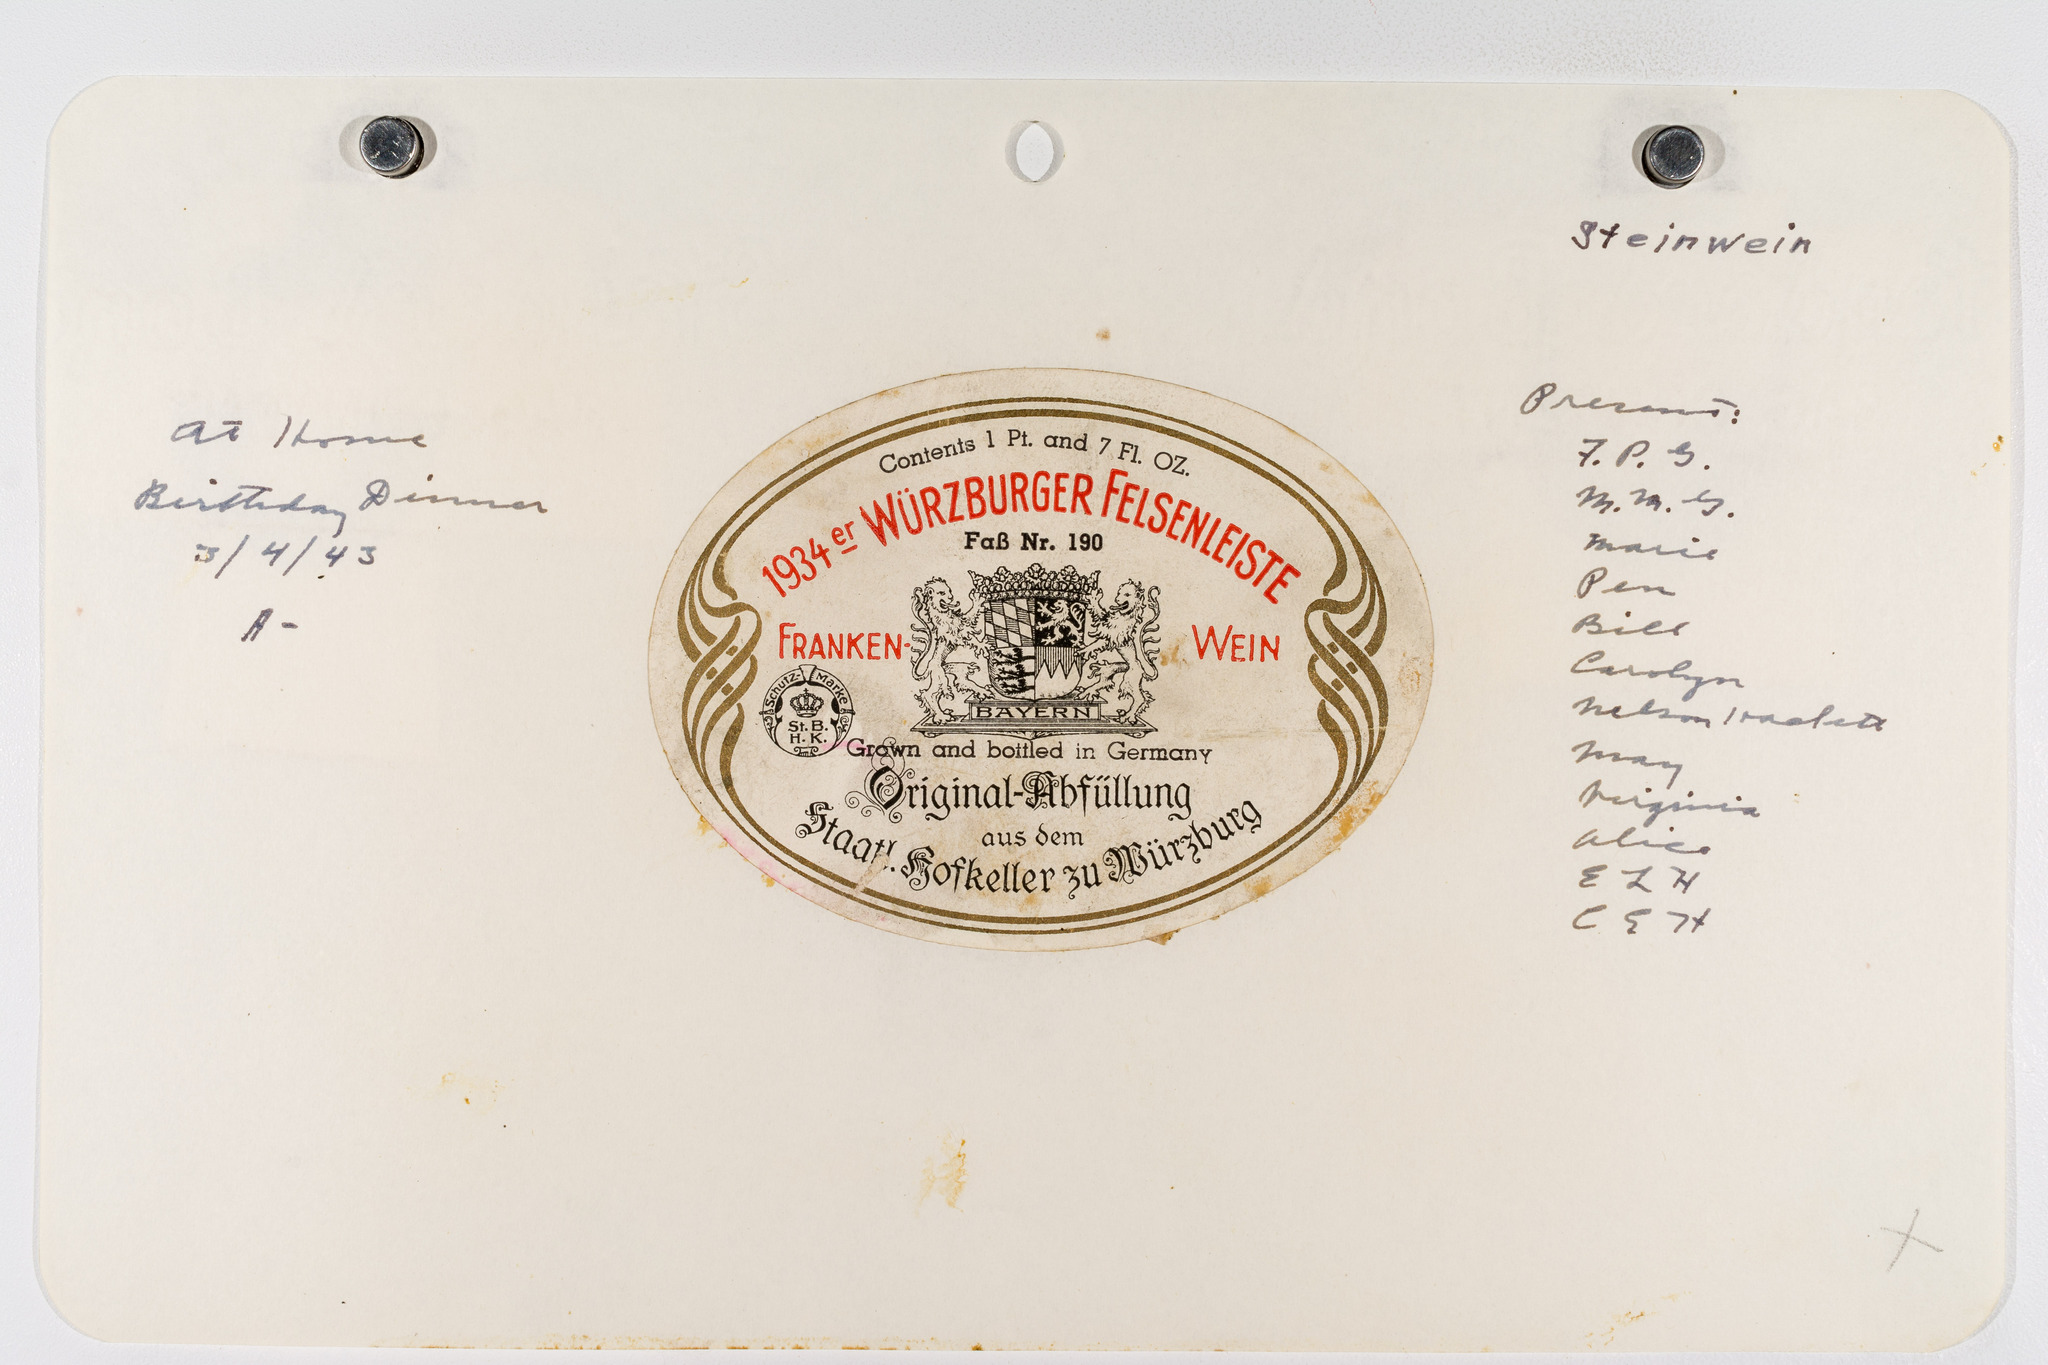 Steinwein
At Home
Birthday Dinner
3/4/43
A-
Contents 1 Pt. and 7 Fl. OZ.
1934er WÜRZBURGER FELSENLEISTE
Faß Nr. 190
FRANKEN- WEIN
BAYERN
Schutz-Marke
St.B.
H.K.
Grown and bottled in Germany
Original-Abfüllung
aus dem
Staatl. Hofkeller zu Würzburg
Present:
F. P. G.
M. M. G.
Marie
Pen
Bill
Carolyn
Nelson Hackett
May
Virginia
Alice
E L H
C E H
X